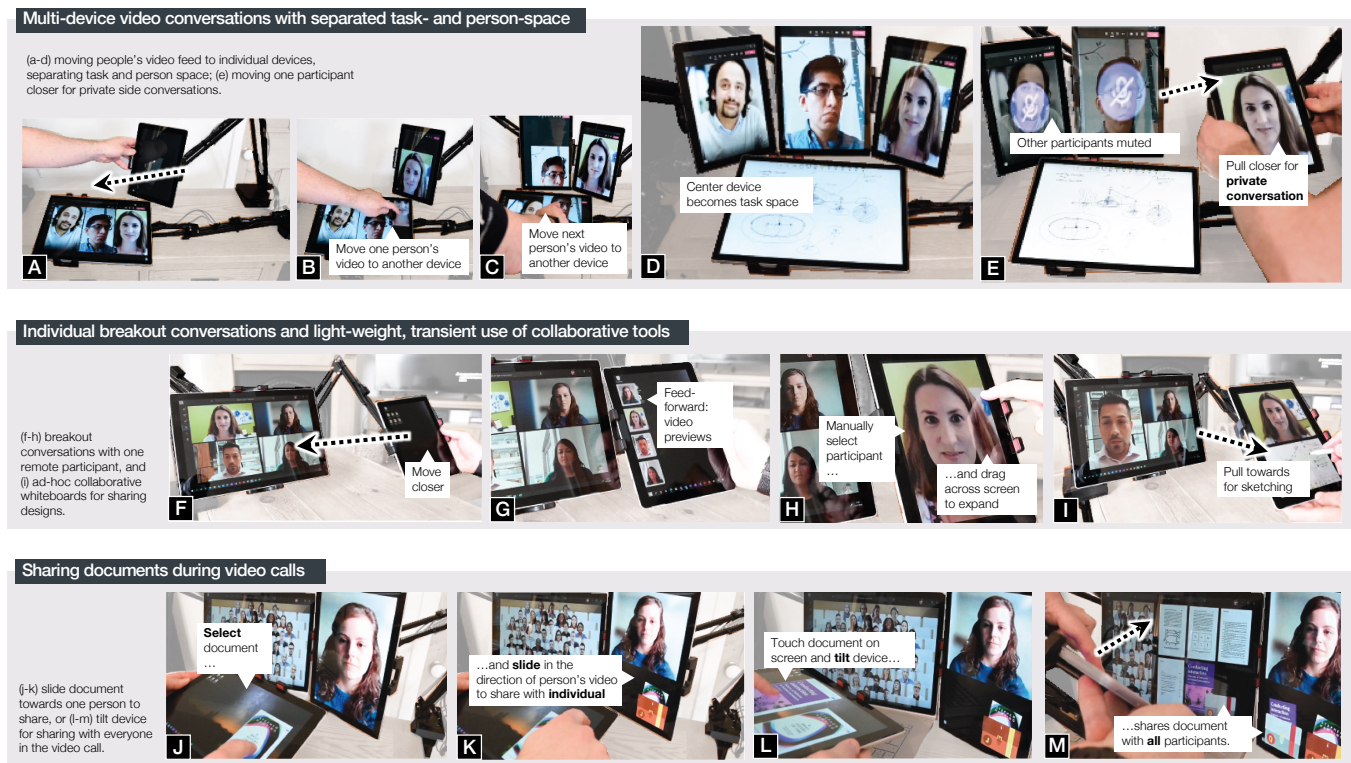 Multi-device video conversations with separated task- and person-space
(a-d) moving people's video feed to individual devices,
separating task and person space; (e) moving one participant
closer for private side conversations.
A
Move one person's
video to another device
B
Move next
person's video to
another device
C
Center device
becomes task space
D
Other participants muted
Pull closer for
private
conversation
E
Individual breakout conversations and light-weight, transient use of collaborative tools
(f-h) breakout
conversations with one
remote participant, and
(i) ad-hoc collaborative
whiteboards for sharing
designs.
Move
closer
F
Feed-
forward:
video
previews
G
Manually
select
participant
...
...and drag
across screen
to expand
H
Pull towards
for sketching
I
Sharing documents during video calls
(j-k) slide document
towards one person to
share, or (l-m) tilt device
for sharing with everyone
in the video call.
Select
document
...
J
...and slide in the
direction of person's video
to share with individual
K
Touch document on
screen and tilt device...
L
...shares document
with all participants.
M